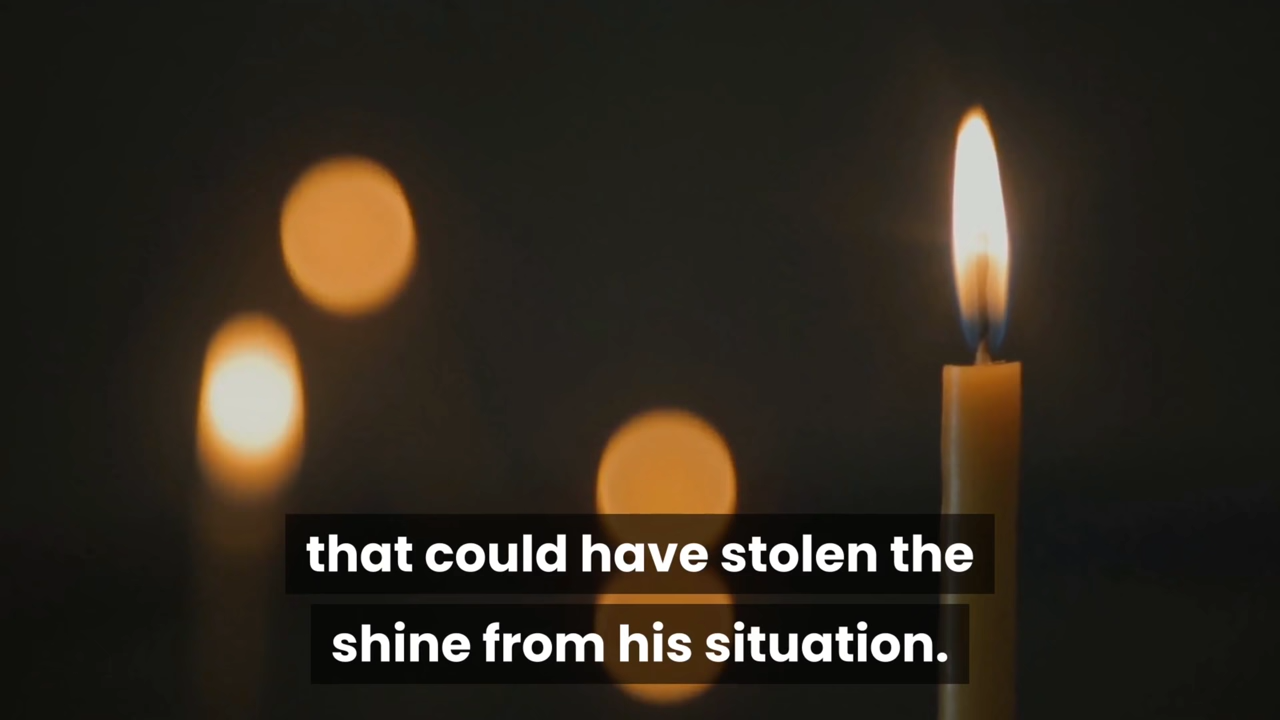 that could have stolen the
shine from his situation.